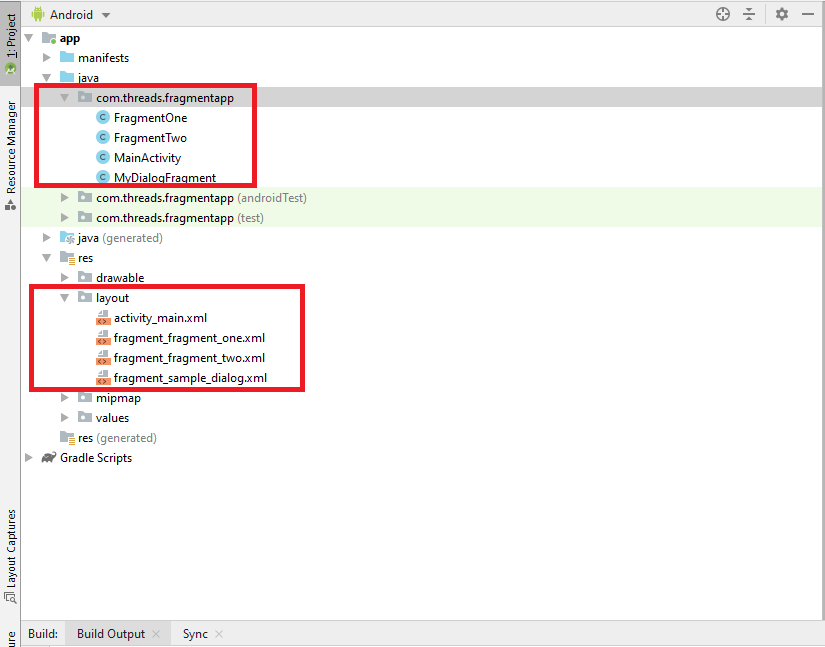 Android
1: Project
Resource Manager
Layout Captures
ure
app
manifests
java
com.threads.fragmentapp
C FragmentOne
C FragmentTwo
C MainActivity
C MyDialogFragment
com.threads.fragmentapp (androidTest)
com.threads.fragmentapp (test)
java (generated)
res
drawable
layout
activity_main.xml
fragment_fragment_one.xml
fragment_fragment_two.xml
fragment_sample_dialog.xml
mipmap
values
res (generated)
Gradle Scripts
Build: Build Output × Sync ×